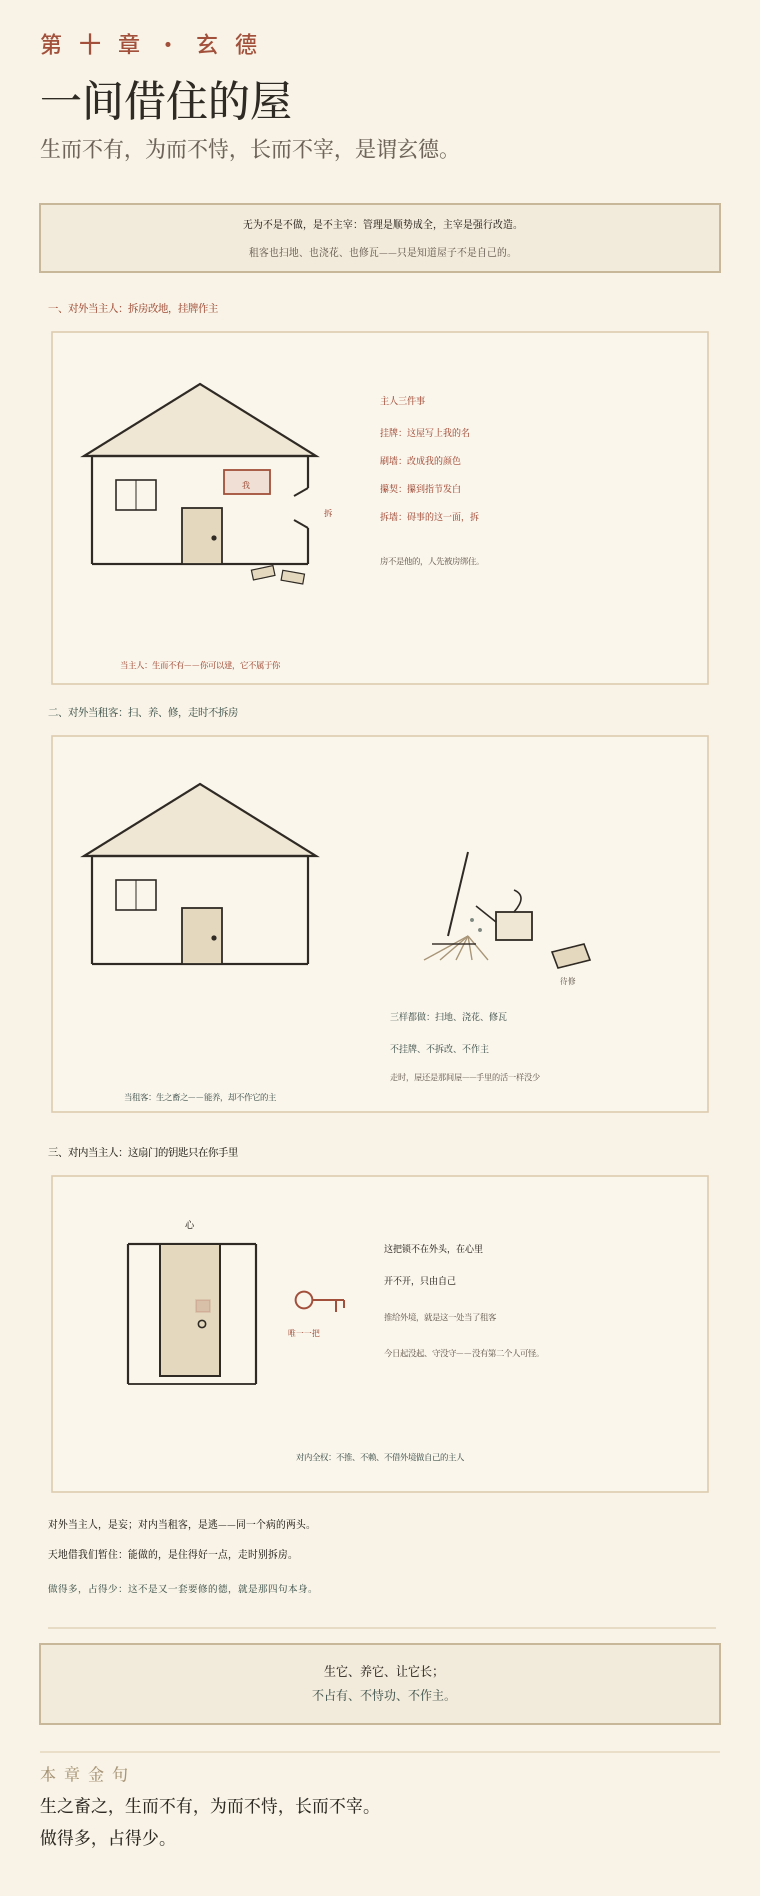 第十章·玄德
一间借住的屋
生而不有，为而不恃，长而不宰，是谓玄德。
无为不是不做，是不主宰：管理是顺势成全，主宰是强行改造。
租客也扫地、也浇花、也修瓦——只是知道屋子不是自己的。
一、对外当主人：拆房改地，挂牌作主
主人三件事
挂牌：这屋写上我的名
刷墙：改成我的颜色
攥契：攥到指节发白
拆墙：碍事的这一面，拆
房不是他的，人先被房绑住。
我
拆
当主人：生而不有——你可以建，它不属于你
二、对外当租客：扫、养、修，走时不拆房
待修
三样都做：扫地、浇花、修瓦
不挂牌、不拆改、不作主
走时，屋还是那间屋——手里的活一样没少
当租客：生之畜之——能养，却不作它的主
三、对内当主人：这扇门的钥匙只在你手里
心
这把锁不在外头，在心里
开不开，只由自己
推给外境，就是这一处当了租客
今日起没起、守没守——没有第二个人可怪。
唯一一把
对内全权：不推、不赖、不借外境做自己的主人
对外当主人，是妄；对内当租客，是逃——同一个病的两头。
天地借我们暂住：能做的，是住得好一点，走时别拆房。
做得多，占得少：这不是又一套要修的德，就是那四句本身。
生它、养它、让它长；
不占有、不恃功、不作主。
本章金句
生之畜之，生而不有，为而不恃，长而不宰。
做得多，占得少。